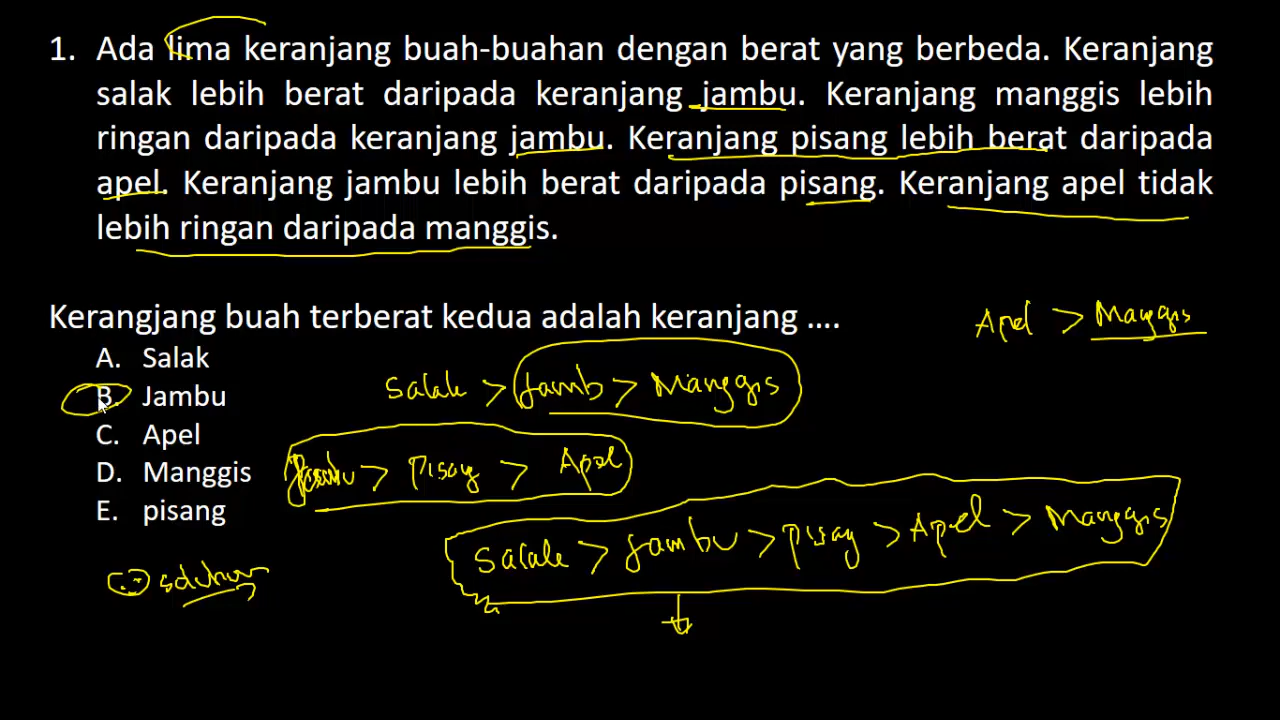 1. Ada lima keranjang buah-buahan dengan berat yang berbeda. Keranjang
salak lebih berat daripada keranjang jambu. Keranjang manggis lebih
ringan daripada keranjang jambu. Keranjang pisang lebih berat daripada
apel. Keranjang jambu lebih berat daripada pisang. Keranjang apel tidak
lebih ringan daripada manggis.
Kerangjang buah terberat kedua adalah keranjang ....
Apel > Manggis
A. Salak
B. Jambu
C. Apel
D. Manggis
E. pisang
Salak > Jamb > Manggis
Jambu > Pisang > Apel
Salak > Jambu > Pisang > Apel > Manggis